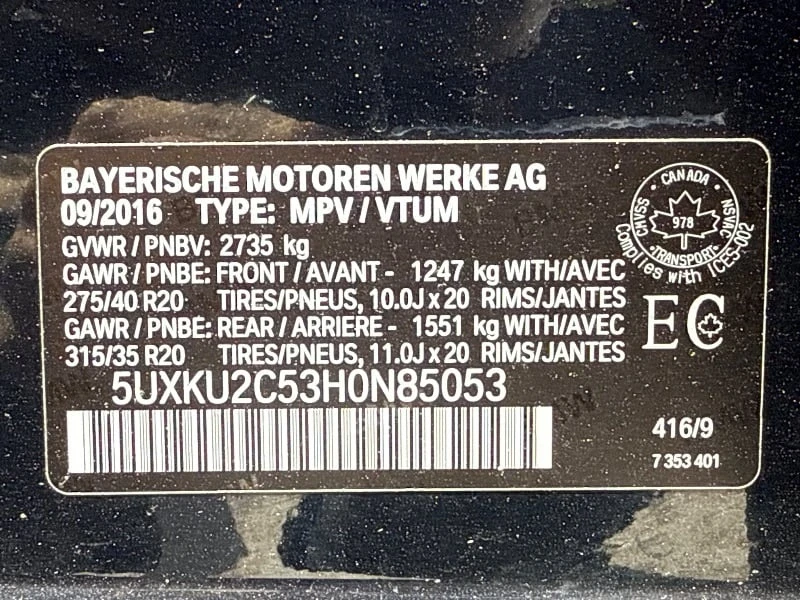 BAYERISCHE MOTOREN WERKE AG
09/2016 TYPE: MPV / VTUM
GVWR / PNBV: 2735 kg
GAWR / PNBE: FRONT / AVANT - 1247 kg WITH/AVEC
275/40 R20 TIRES/PNEUS, 10.0J x 20 RIMS/JANTES
GAWR / PNBE: REAR / ARRIERE - 1551 kg WITH/AVEC
315/35 R20 TIRES/PNEUS, 11.0J x 20 RIMS/JANTES
5UXKU2C53H0N85053
CANADA
CMVSS
978
NSVAC
TRANSPORT
Complies with ICES-002
EC
416/9
7 353 401